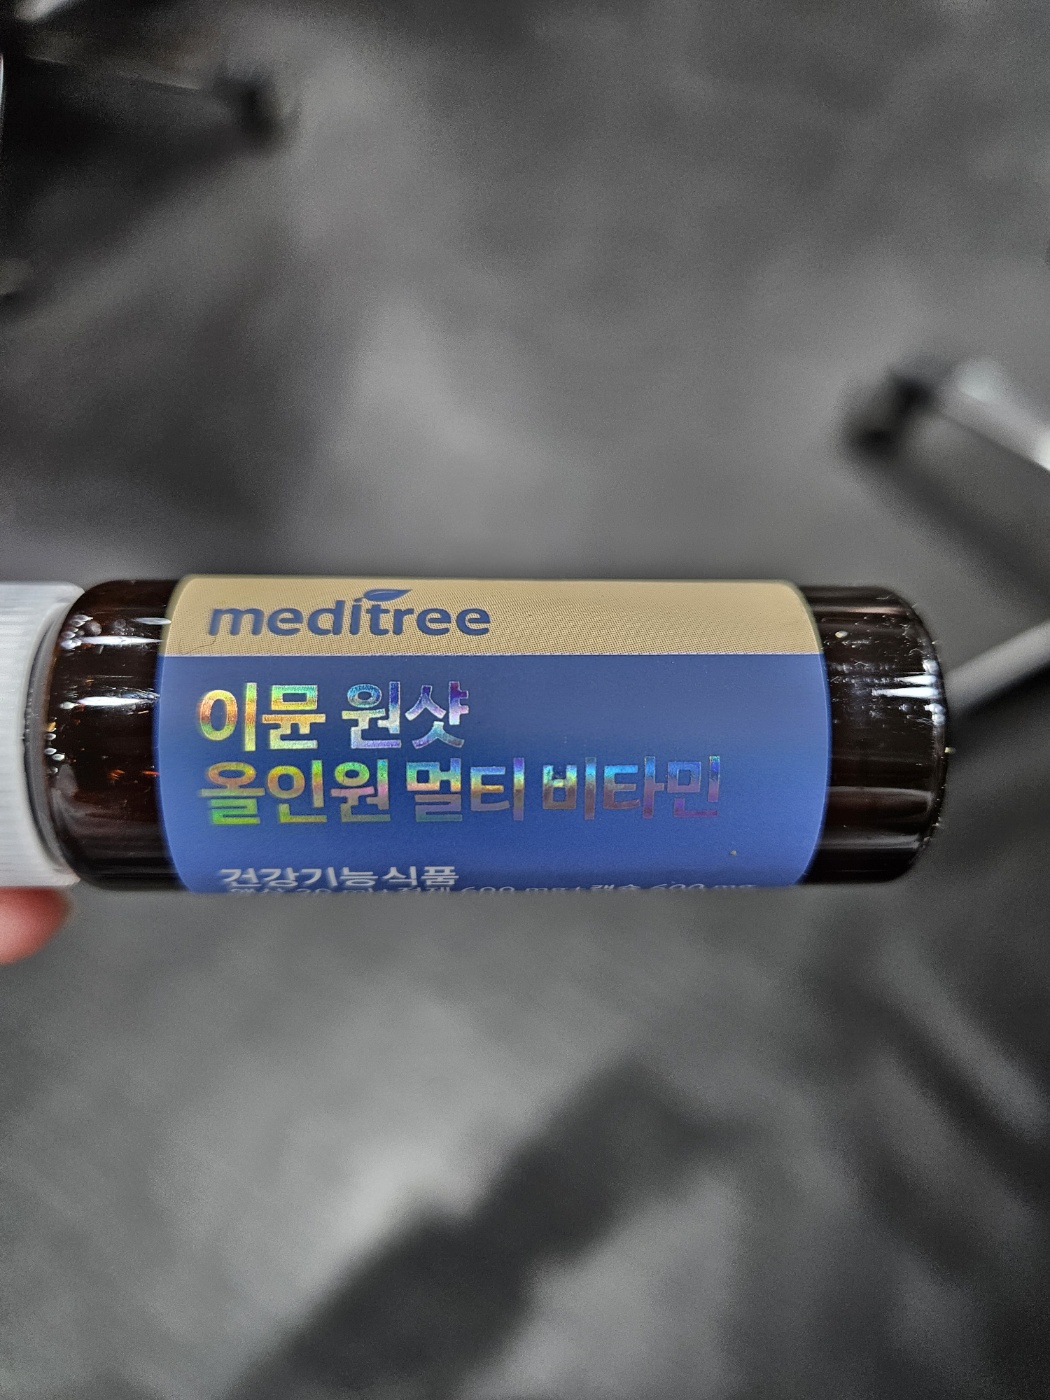 meditree
이뮨 원샷
올인원 멀티 비타민
건강기능식품